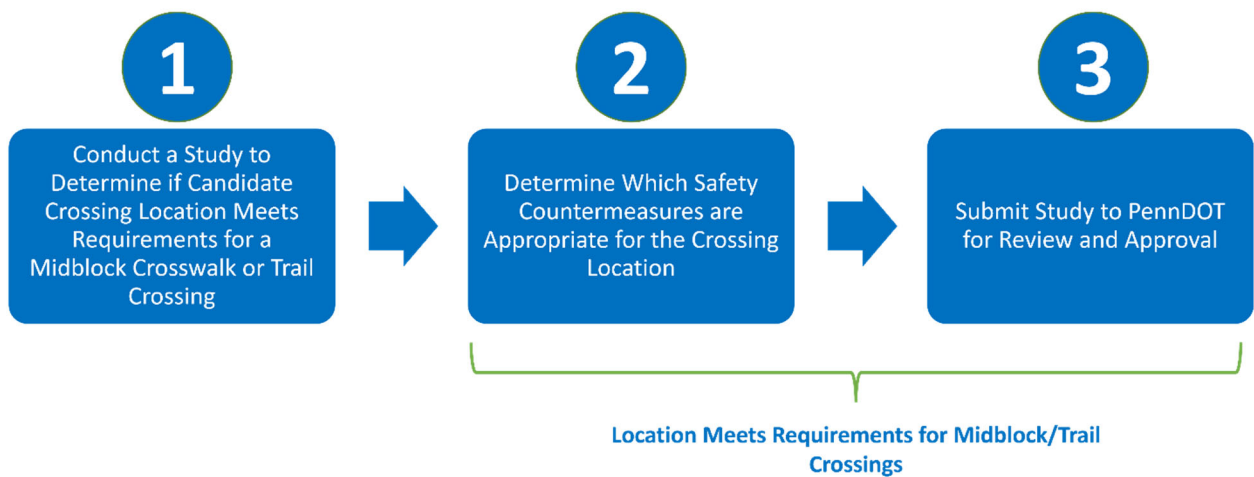 1
Conduct a Study to
Determine if Candidate
Crossing Location Meets
Requirements for a
Midblock Crosswalk or Trail
Crossing
2
Determine Which Safety
Countermeasures are
Appropriate for the Crossing
Location
3
Submit Study to PennDOT
for Review and Approval
Location Meets Requirements for Midblock/Trail
Crossings